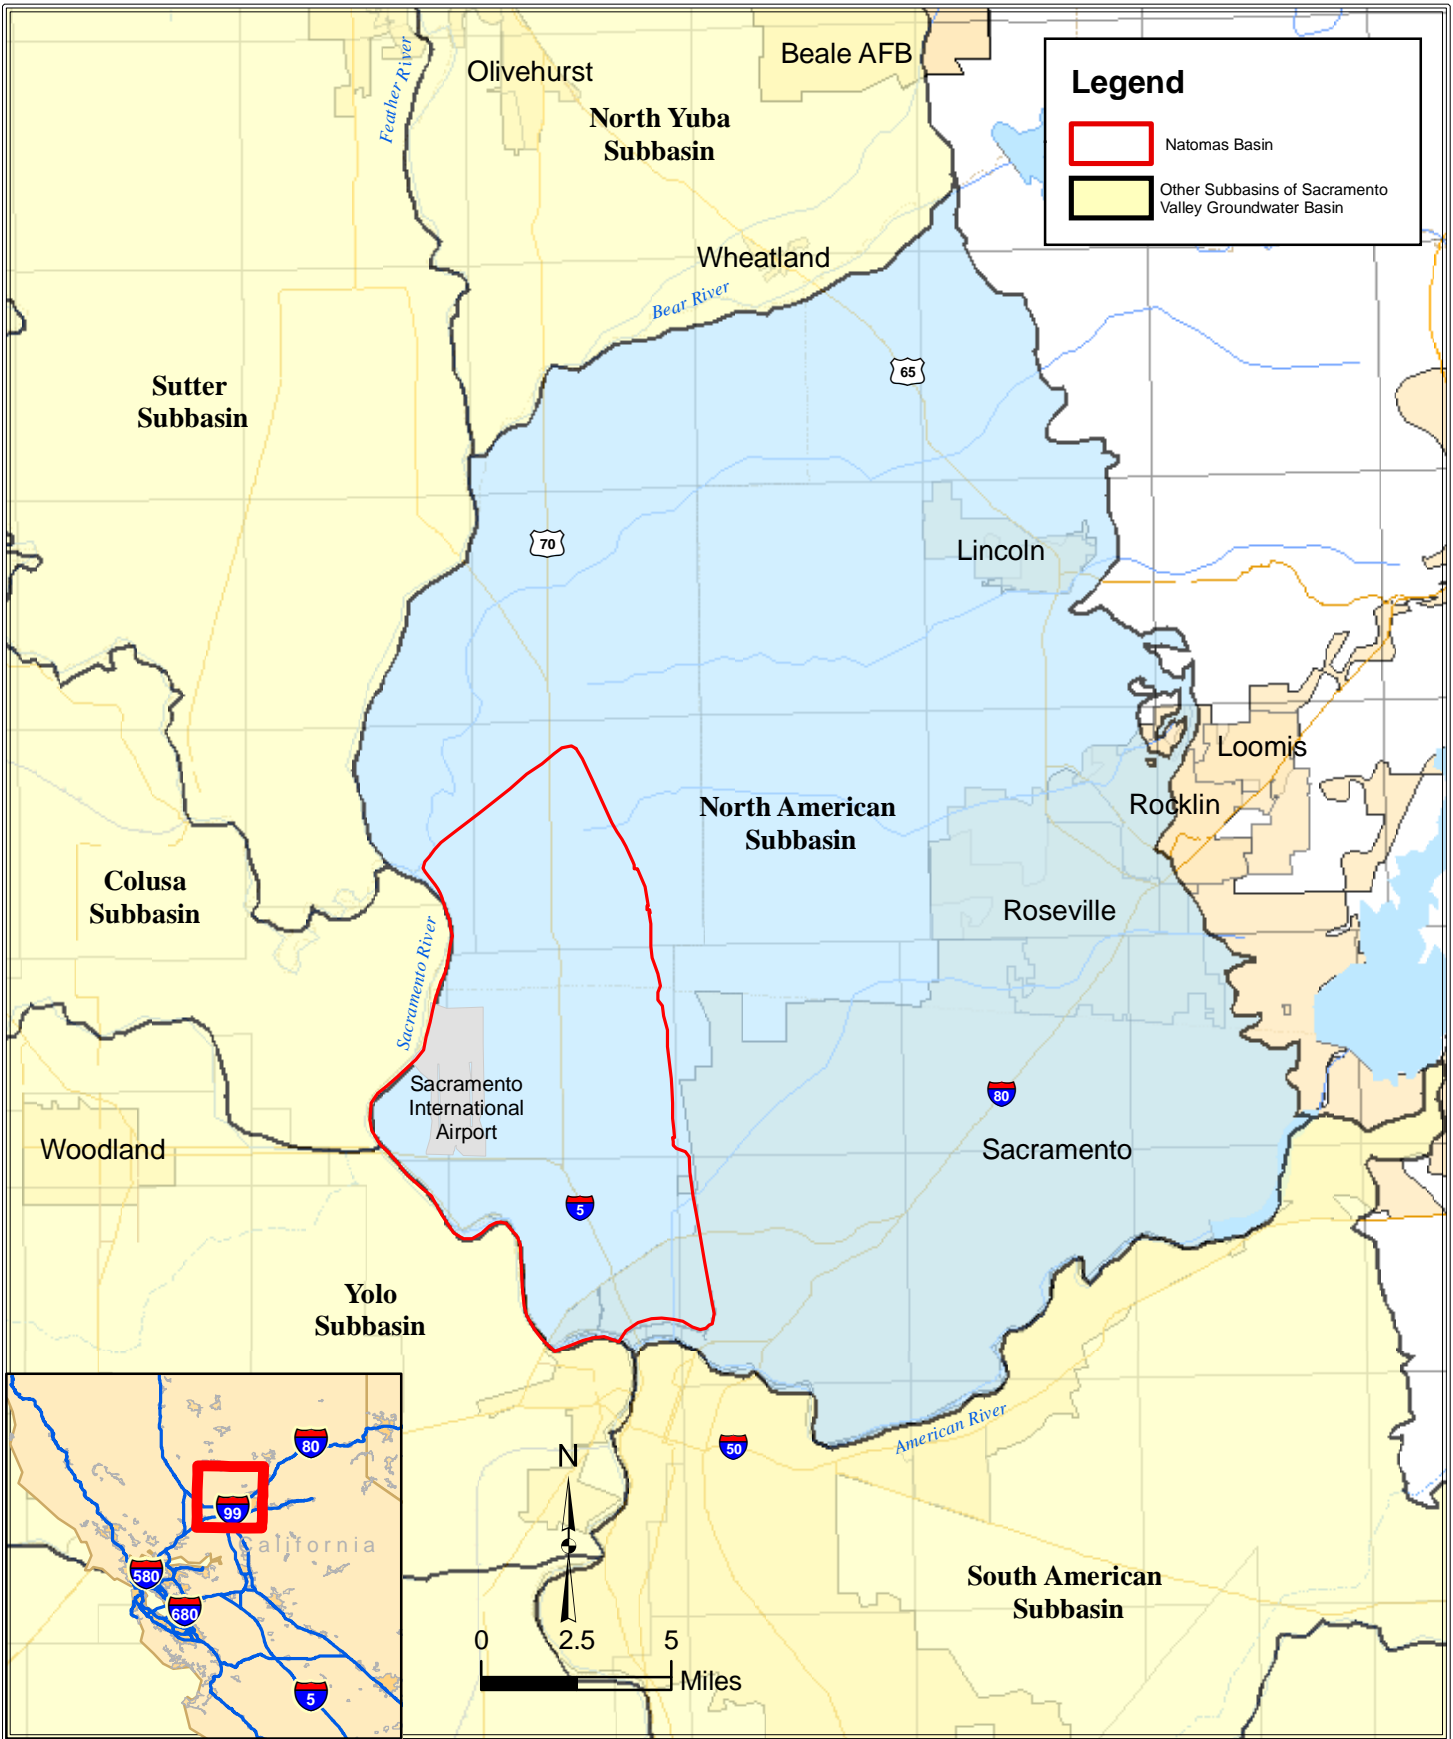 Olivehurst
Beale AFB
Feather River
North Yuba
Subbasin
Legend
Natomas Basin
Other Subbasins of Sacramento
Valley Groundwater Basin
Wheatland
Bear River
65
Sutter
Subbasin
70
Lincoln
Loomis
Rocklin
North American
Subbasin
Colusa
Subbasin
Roseville
Sacramento River
Sacramento
International
Airport
80
Woodland
Sacramento
5
Yolo
Subbasin
American River
50
N
80
99
California
580
680
5
South American
Subbasin
0 2.5 5
Miles